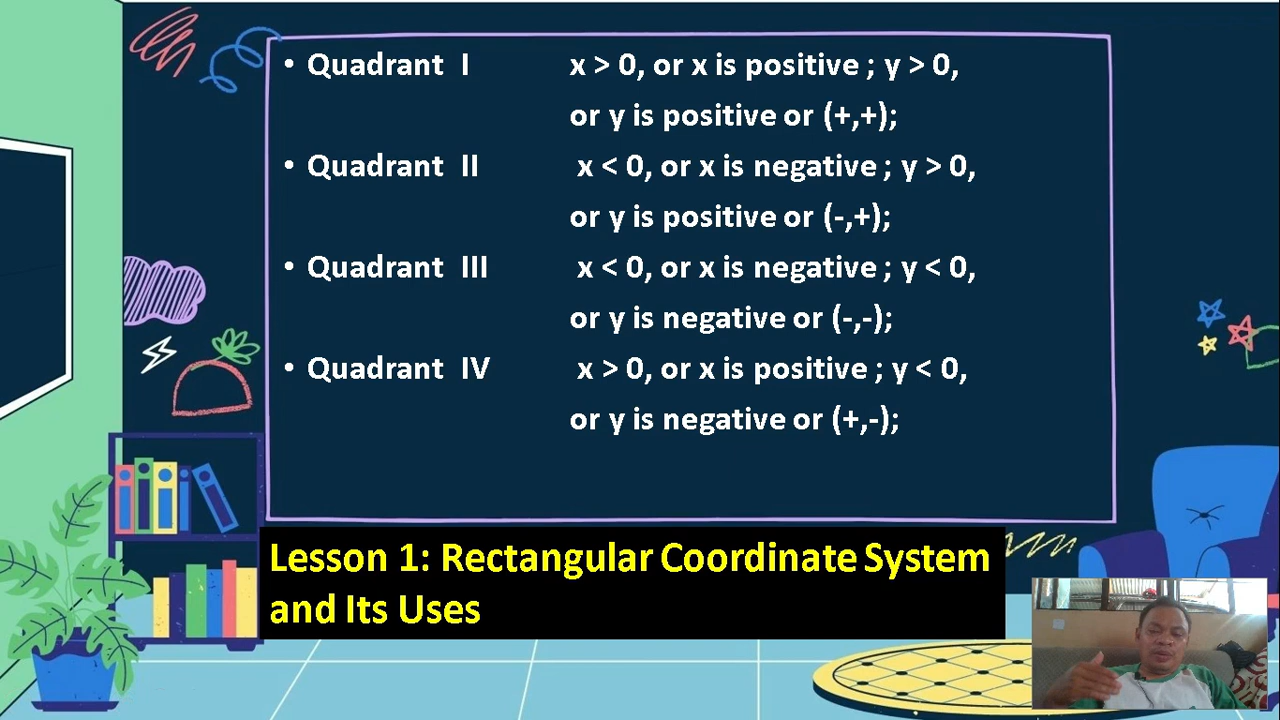 • Quadrant I x > 0, or x is positive ; y > 0,
or y is positive or (+,+);
• Quadrant II x < 0, or x is negative ; y > 0,
or y is positive or (-,+);
• Quadrant III x < 0, or x is negative ; y < 0,
or y is negative or (-,-);
• Quadrant IV x > 0, or x is positive ; y < 0,
or y is negative or (+,-);
Lesson 1: Rectangular Coordinate System
and Its Uses